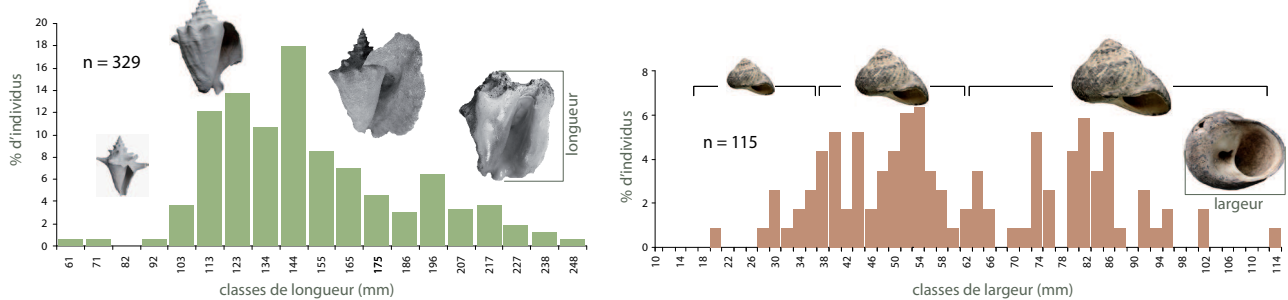 % d'individus
20
18
16
14
12
10
8
6
4
2
0
n = 329
longueur
61 71 82 92 103 113 123 134 144 155 165 175 186 196 207 217 227 238 248
classes de longueur (mm)
% d'individus
8
6
4
2
0
n = 115
largeur
10 14 18 22 26 30 34 38 42 46 50 54 58 62 66 70 74 78 82 86 90 94 98 102 106 110 114
classes de largeur (mm)